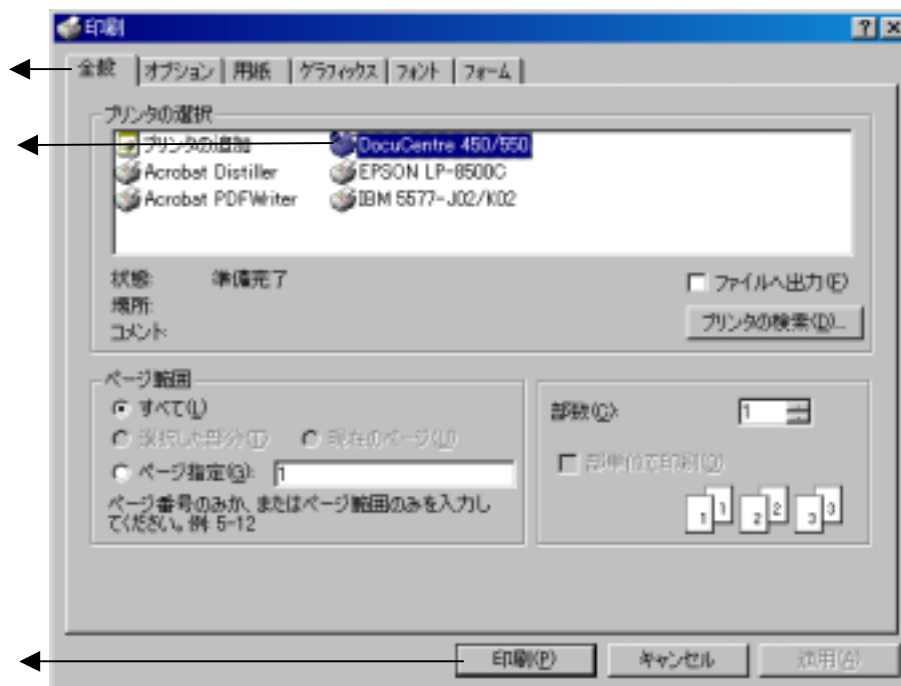 印刷
全般 オプション 用紙 グラフィックス フォント フォーム
プリンタの選択
プリンタの追加 DocuCentre 450/550
Acrobat Distiller EPSON LP-8500C
Acrobat PDFWriter IBM 5577-J02/K02
状態: 準備完了
ファイルへ出力(F)
場所:
コメント:
プリンタの検索(D)...
ページ範囲
すべて(L)
選択した部分(T) 現在のページ(U)
ページ指定(G): 1
ページ番号のみか、またはページ範囲のみを入力し
てください。例: 5-12
部数(C): 1
部単位で印刷(O)
1 1 2 2 3 3
印刷(P) キャンセル 適用(A)